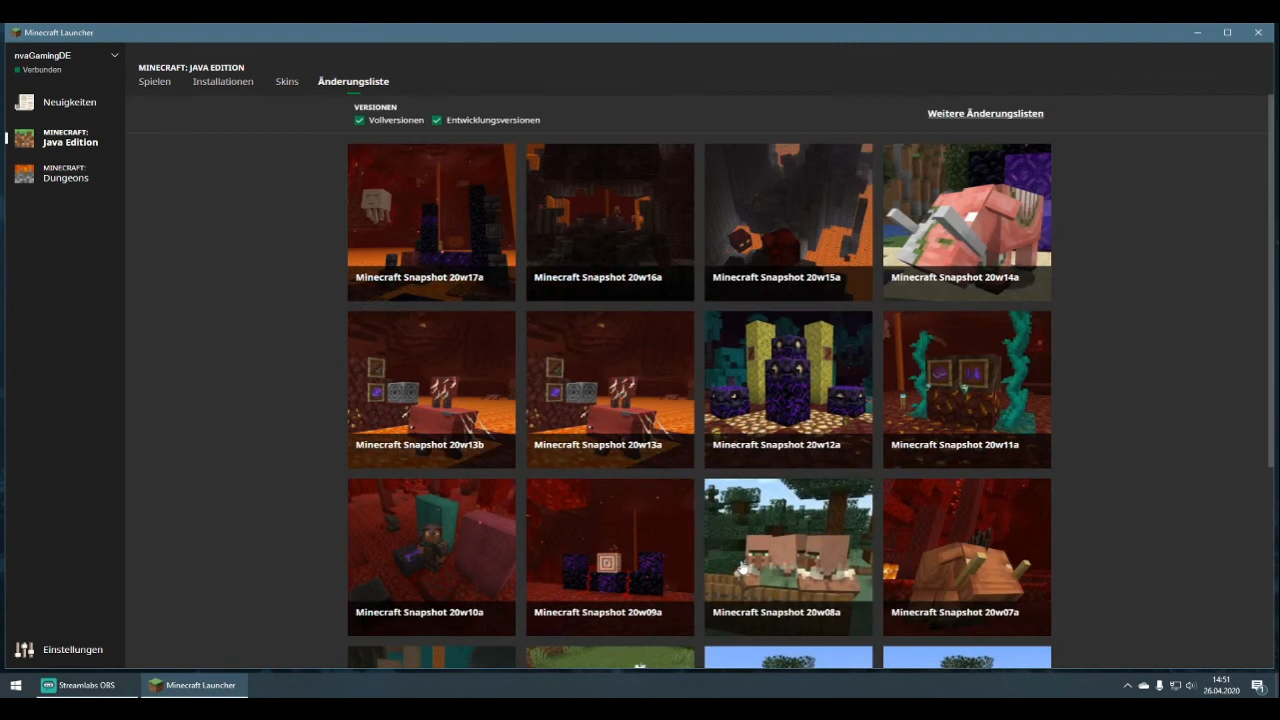 Minecraft Launcher
nvaGamingDE
Verbunden
Neuigkeiten
MINECRAFT:
Java Edition
MINECRAFT:
Dungeons
Einstellungen
MINECRAFT: JAVA EDITION
Spielen Installationen Skins Änderungsliste
VERSIONEN
Vollversionen Entwicklungsversionen
Weitere Änderungslisten
Minecraft Snapshot 20w17a
Minecraft Snapshot 20w16a
Minecraft Snapshot 20w15a
Minecraft Snapshot 20w14a
Minecraft Snapshot 20w13b
Minecraft Snapshot 20w13a
Minecraft Snapshot 20w12a
Minecraft Snapshot 20w11a
Minecraft Snapshot 20w10a
Minecraft Snapshot 20w09a
Minecraft Snapshot 20w08a
Minecraft Snapshot 20w07a
Streamlabs OBS
Minecraft Launcher
14:51
26.04.2020